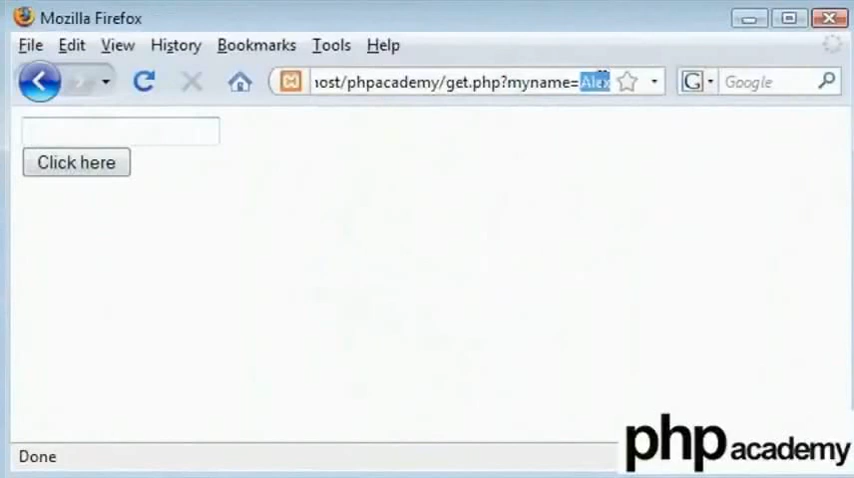 Mozilla Firefox
File Edit View History Bookmarks Tools Help
ıost/phpacademy/get.php?myname=Alex
G Google
Click here
Done
php academy